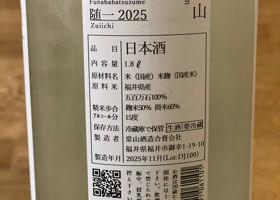 Funabahatsuzume
随一 2025
Zuiichi
山
品目 日本酒
内容量 1.8ℓ
原材料名 米（国産）米麹（国産米）
原料米 福井県産
五百万石100%
精米歩合 麹米50% 掛米60%
アルコール分 15度
保存方法 冷蔵庫で保管 生酒 要冷蔵
製造者 常山酒造合資会社
福井県福井市御幸1-19-10
製造年月 2025年11月(Lot:DJ100)